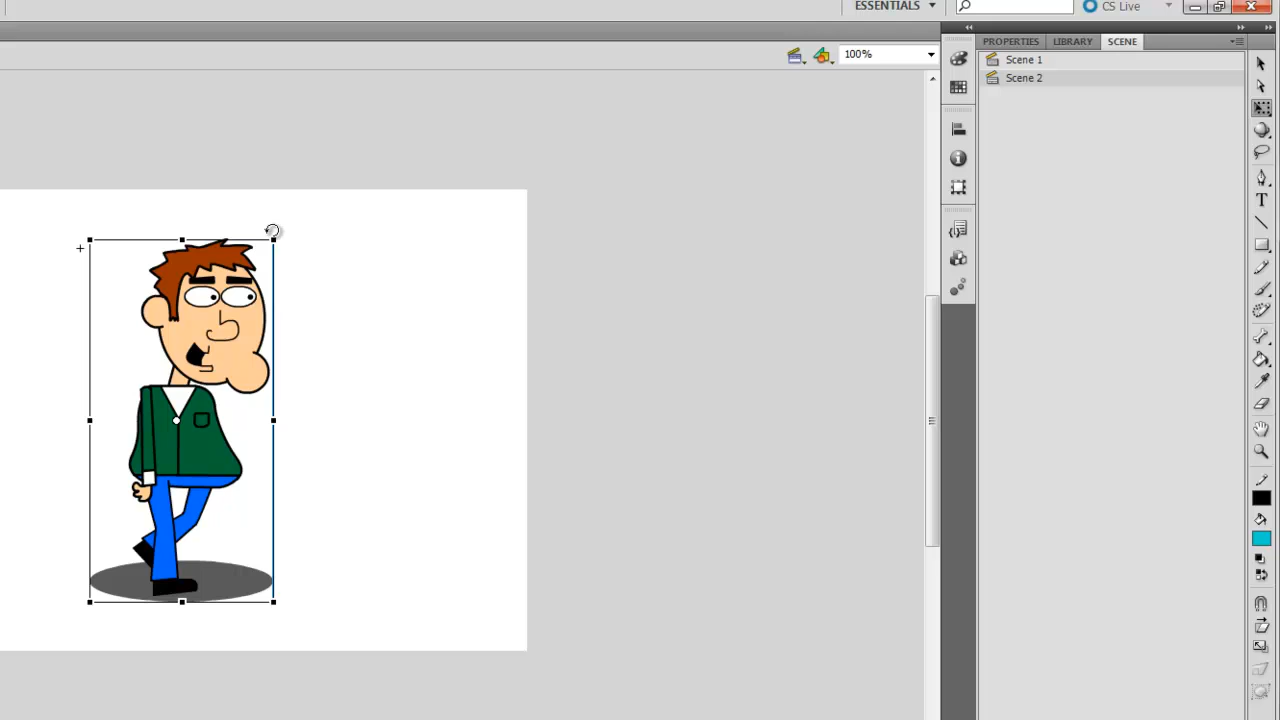 ESSENTIALS
CS Live
100%
PROPERTIES LIBRARY SCENE
Scene 1
Scene 2
T